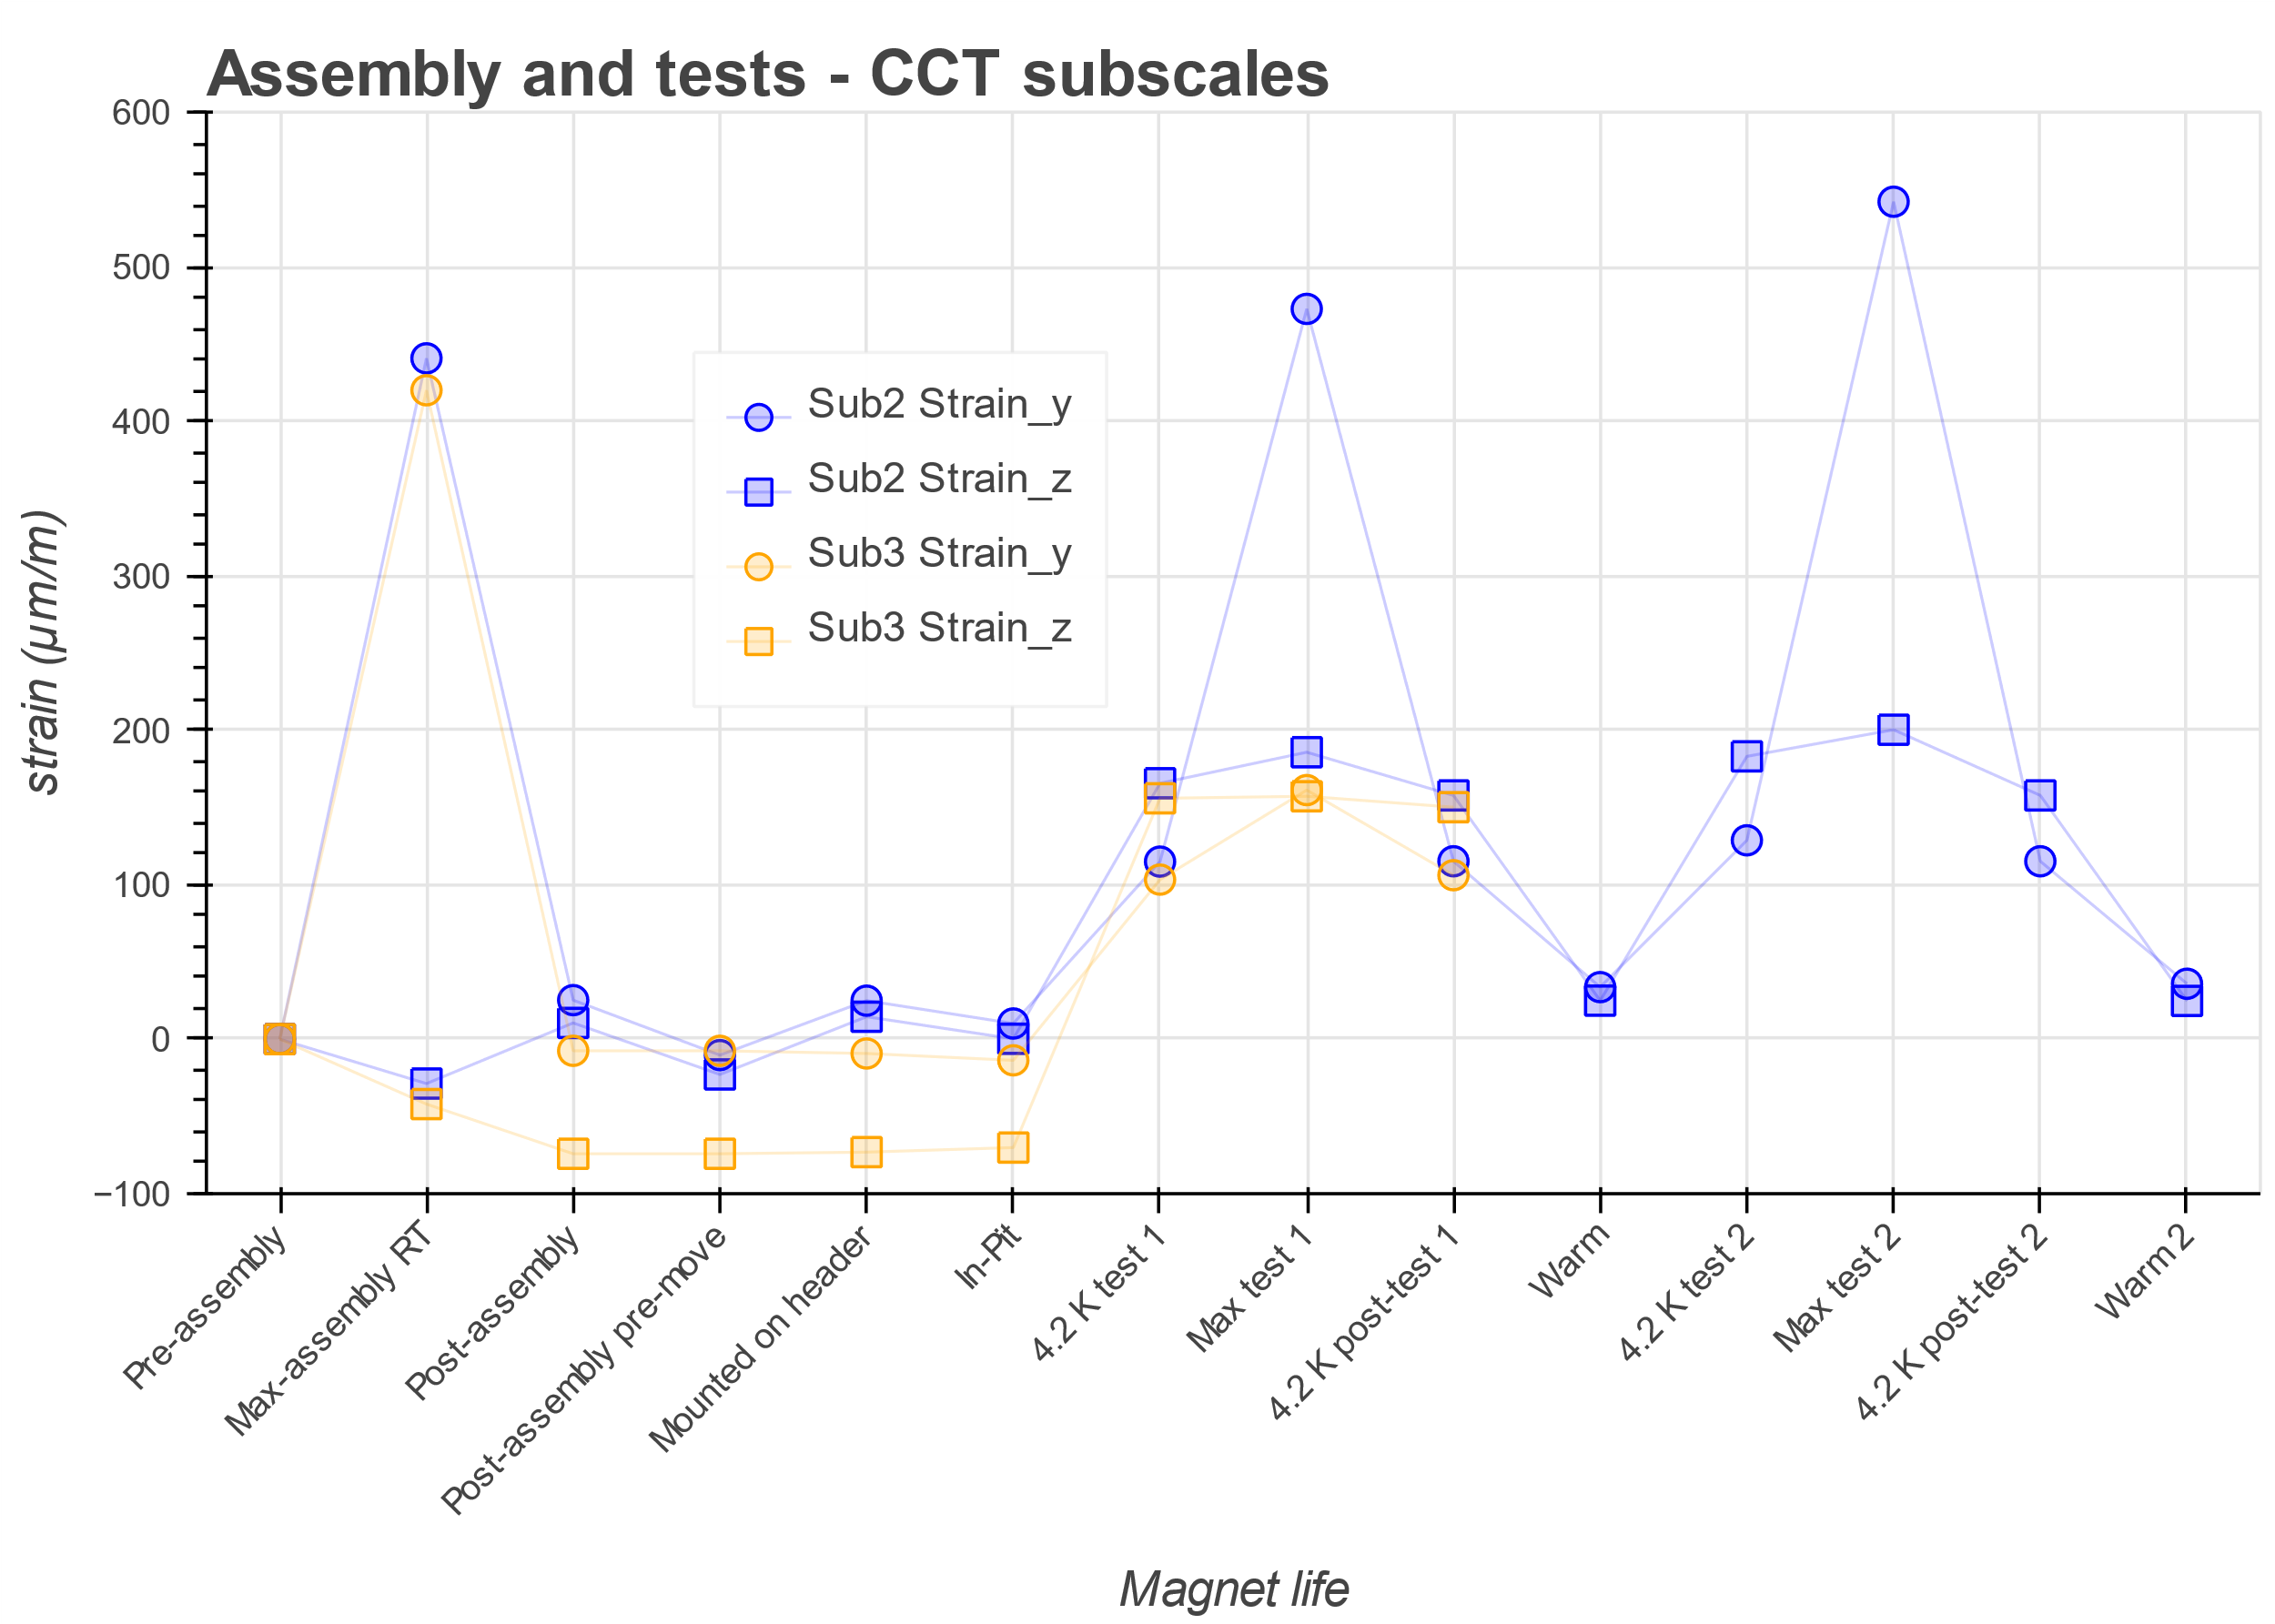 Assembly and tests - CCT subscales
600
500
400
300
200
100
0
−100
strain (µm/m)
Sub2 Strain_y
Sub2 Strain_z
Sub3 Strain_y
Sub3 Strain_z
Pre-assembly
Max-assembly RT
Post-assembly
Post-assembly pre-move
Mounted on header
In-Pit
4.2 K test 1
Max test 1
4.2 K post-test 1
Warm
4.2 K test 2
Max test 2
4.2 K post-test 2
Warm 2
Magnet life